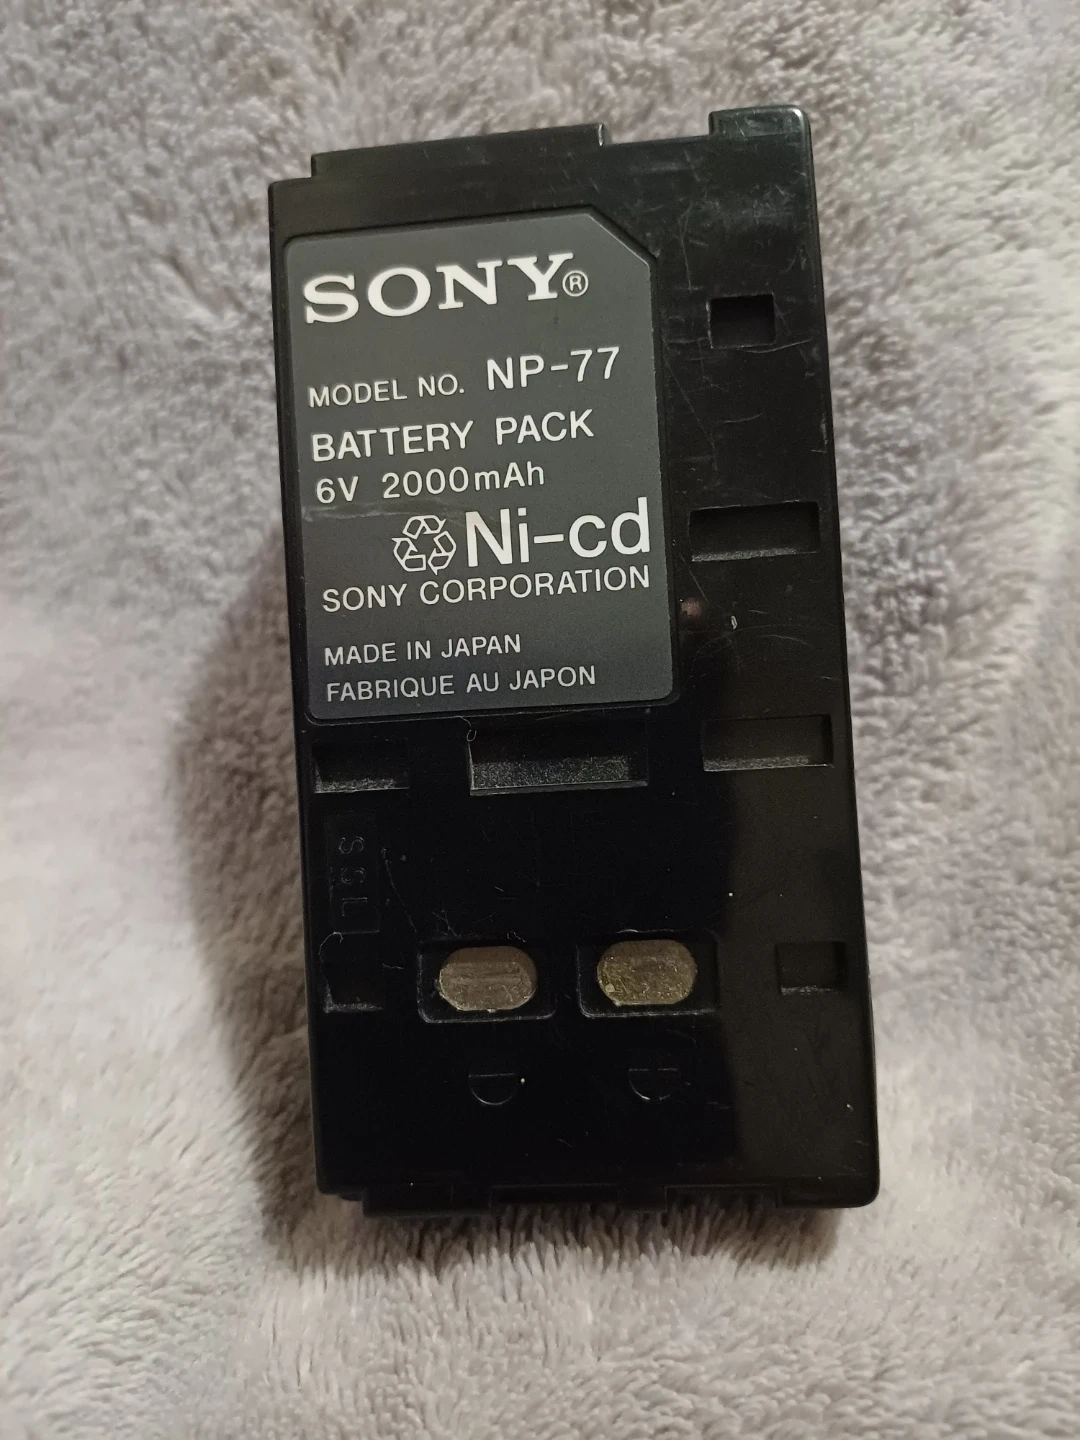 SONY®
MODEL NO. NP-77
BATTERY PACK
6V 2000mAh
Ni-cd
SONY CORPORATION
MADE IN JAPAN
FABRIQUE AU JAPON
SSL